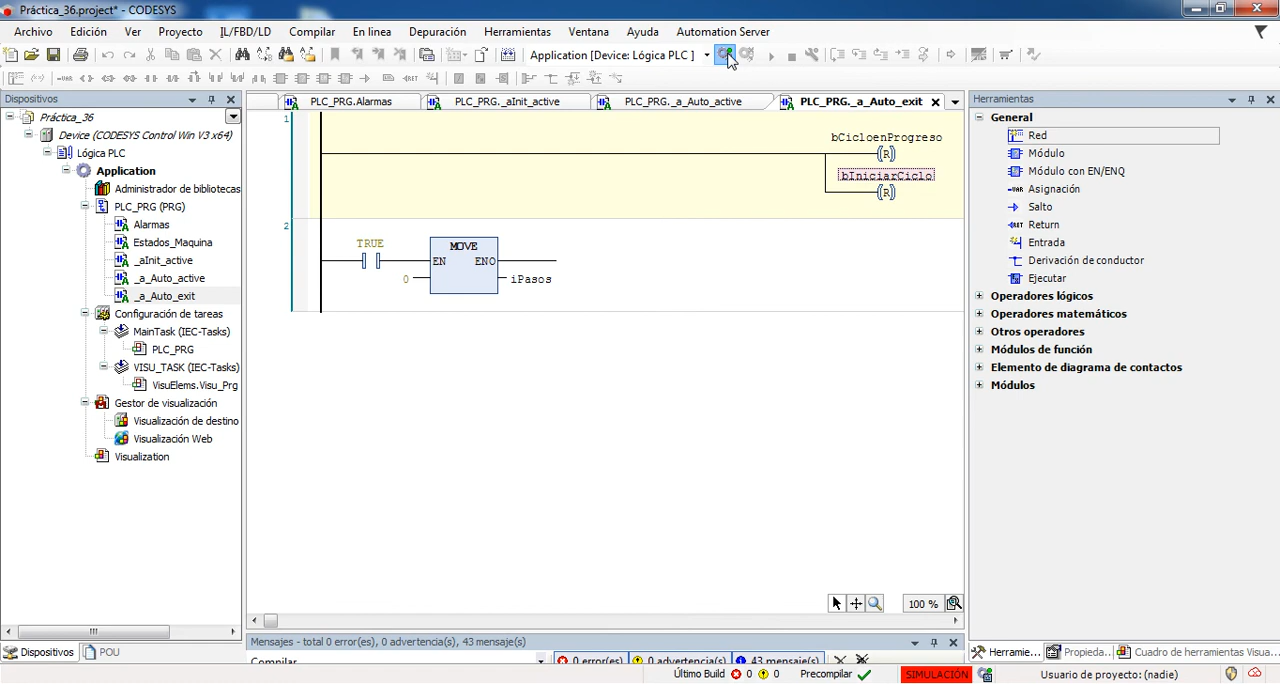 Práctica_36.project* - CODESYS
Archivo Edición Ver Proyecto IL/FBD/LD Compilar En linea Depuración Herramientas Ventana Ayuda Automation Server
Application [Device: Lógica PLC ]
Dispositivos
Práctica_36
Device (CODESYS Control Win V3 x64)
Lógica PLC
Application
Administrador de bibliotecas
PLC_PRG (PRG)
Alarmas
Estados_Maquina
_aInit_active
_a_Auto_active
_a_Auto_exit
Configuración de tareas
MainTask (IEC-Tasks)
PLC_PRG
VISU_TASK (IEC-Tasks)
VisuElems.Visu_Prg
Gestor de visualización
Visualización de destino
Visualización Web
Visualization
Dispositivos POU
PLC_PRG.Alarmas PLC_PRG._aInit_active PLC_PRG._a_Auto_active PLC_PRG._a_Auto_exit
1
bCicloenProgreso
R
bIniciarCiclo
R
2
TRUE
MOVE
EN ENO
0 iPasos
100 %
Mensajes - total 0 error(es), 0 advertencia(s), 43 mensaje(s)
Compilar 0 error(es) 0 advertencia(s) 43 mensaje(s)
Herramientas
General
Red
Módulo
Módulo con EN/ENQ
Asignación
Salto
Return
Entrada
Derivación de conductor
Ejecutar
Operadores lógicos
Operadores matemáticos
Otros operadores
Módulos de función
Elemento de diagrama de contactos
Módulos
Herramie... Propieda... Cuadro de herramientas Visua...
Último Build 0 0 Precompilar SIMULACIÓN Usuario de proyecto: (nadie)